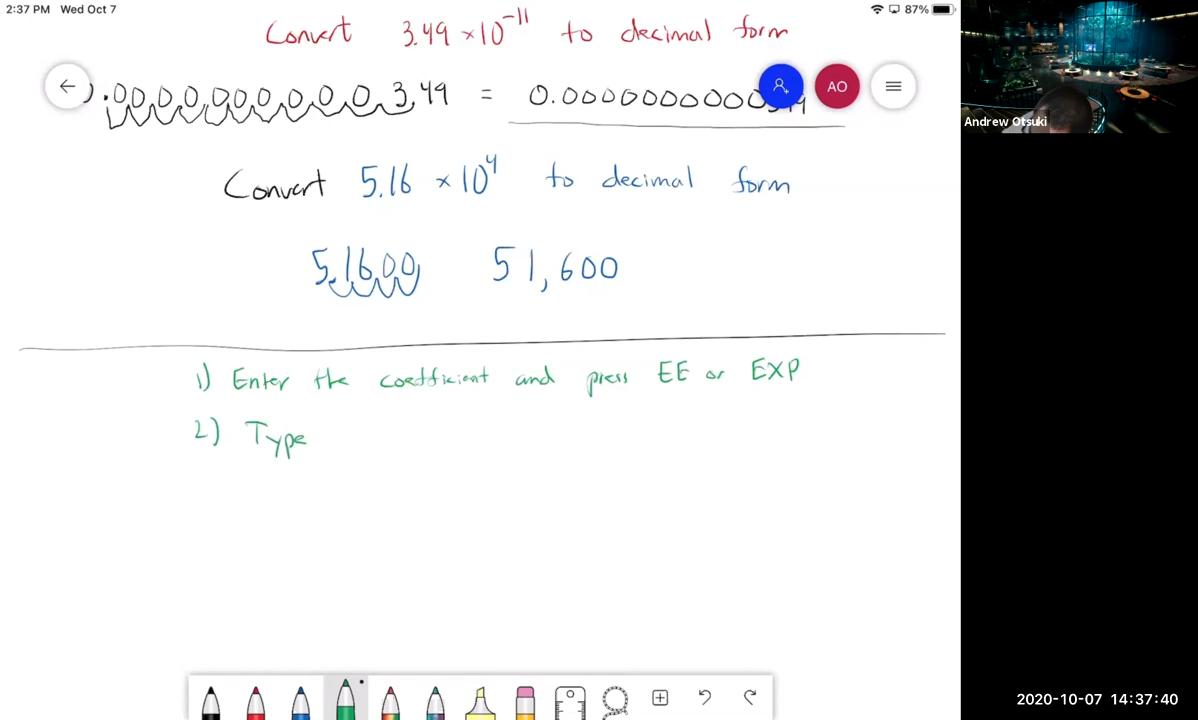 2:37 PM Wed Oct 7
87%
Convert 3.49 × 10⁻¹¹ to decimal form
.0000000000 3.49 = 0.0000000000
AO
Andrew Otsuki
Convert 5.16 × 10⁴ to decimal form
5.1600 51,600
1) Enter the coefficient and press EE or EXP
2) Type
2020-10-07 14:37:40